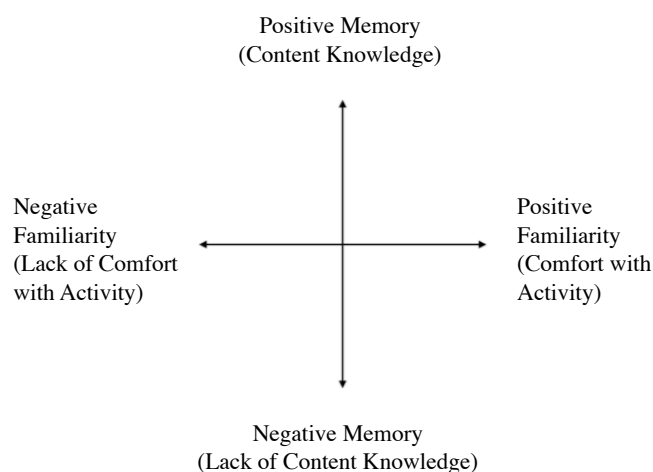 Positive Memory
(Content Knowledge)
Negative
Familiarity
(Lack of Comfort
with Activity)
Positive
Familiarity
(Comfort with
Activity)
Negative Memory
(Lack of Content Knowledge)